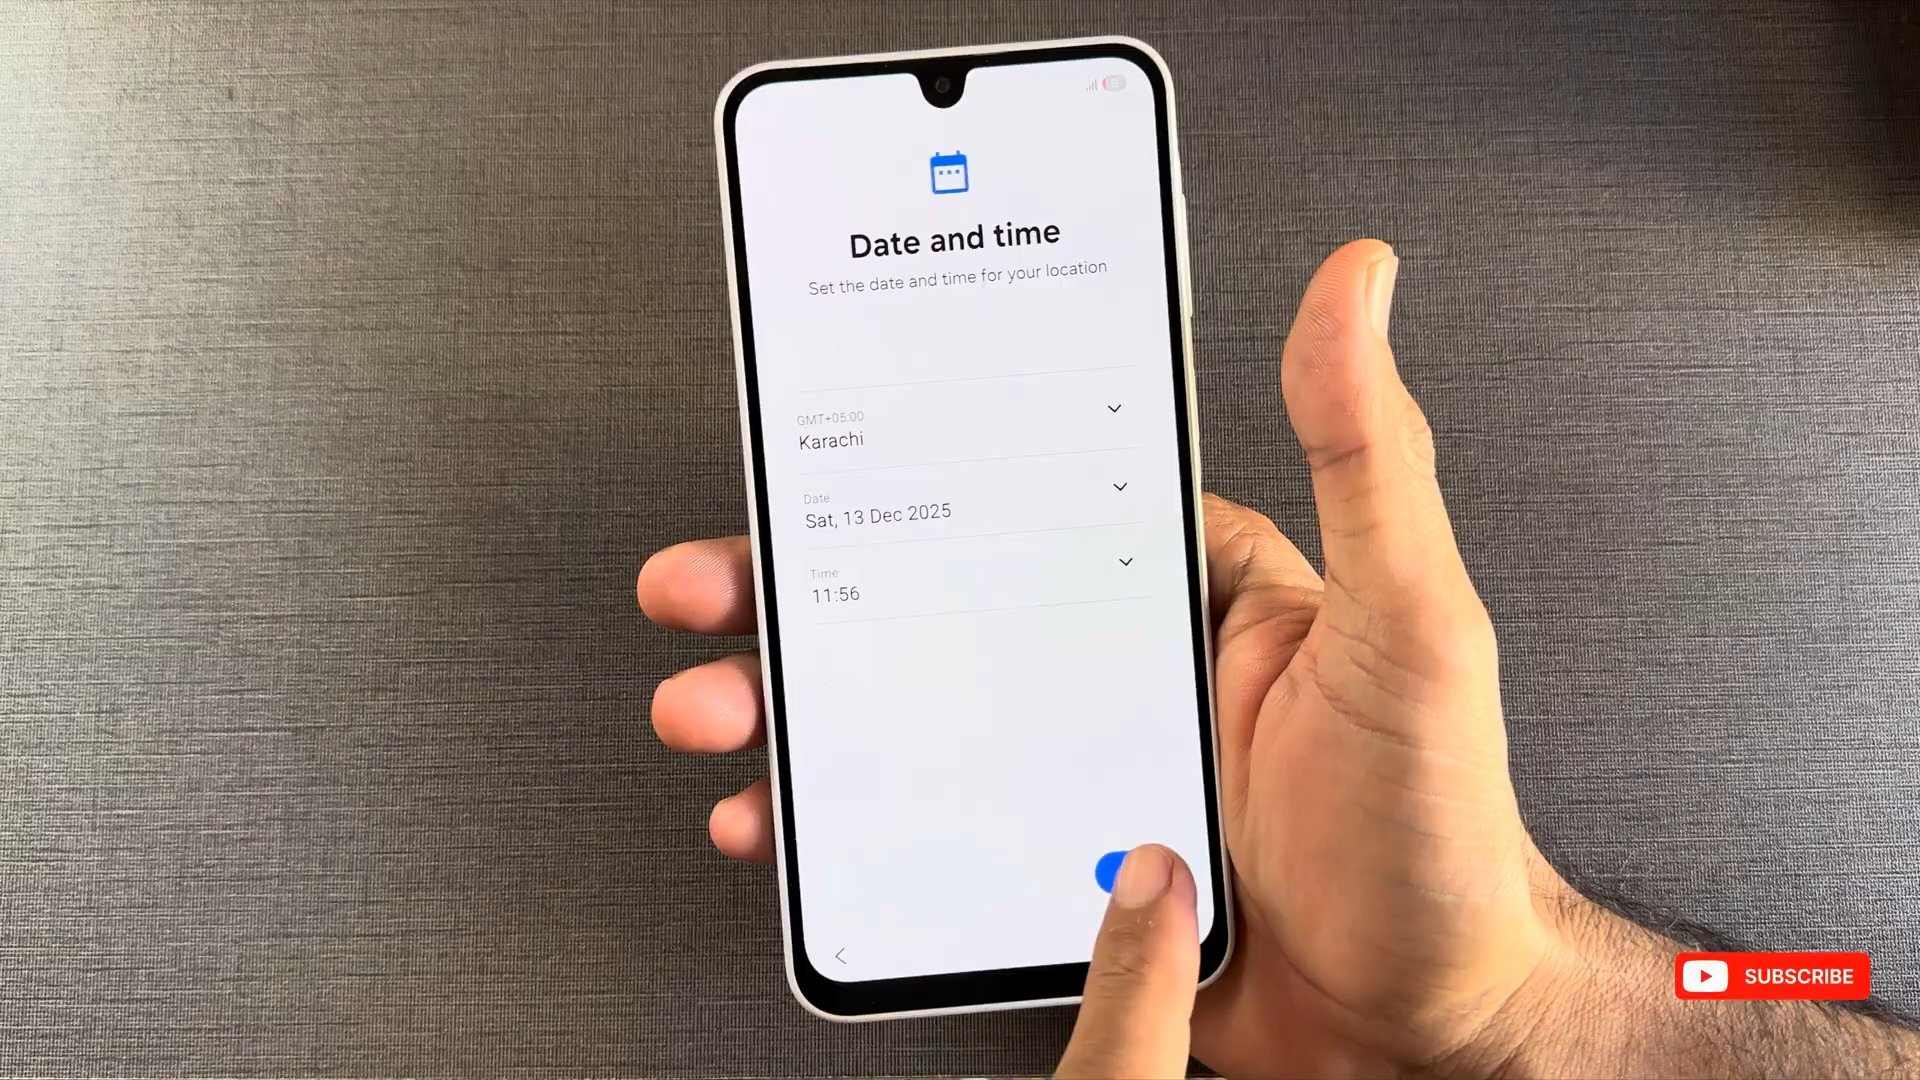 Date and time
Set the date and time for your location
GMT+05:00
Karachi
Date
Sat, 13 Dec 2025
Time
11:56
SUBSCRIBE